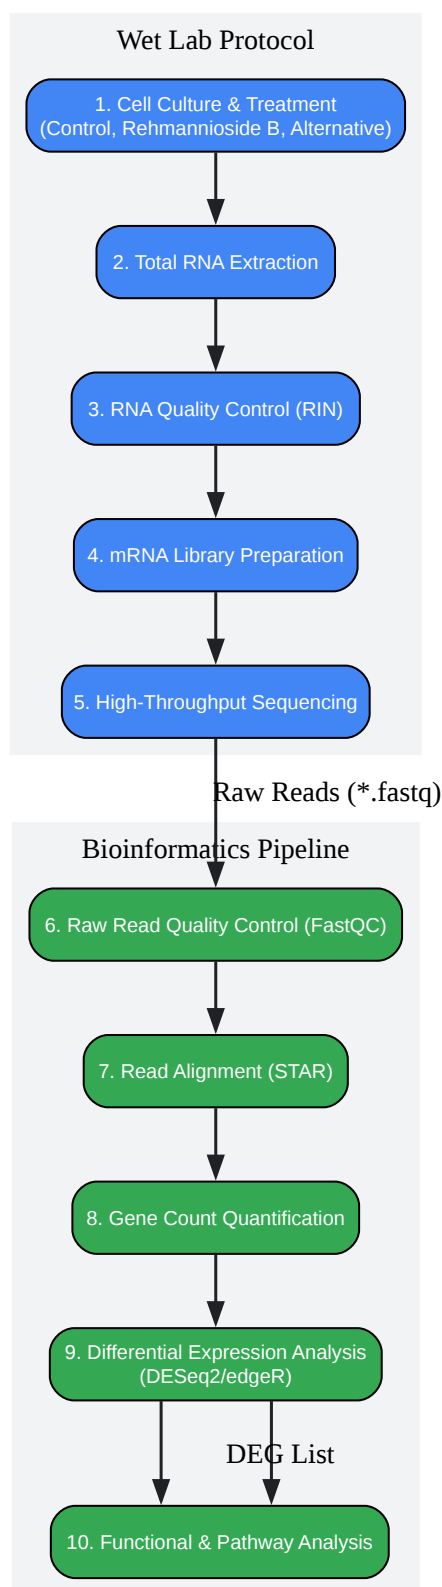 Wet Lab Protocol
1. Cell Culture & Treatment
(Control, Rehmannioside B, Alternative)
2. Total RNA Extraction
3. RNA Quality Control (RIN)
4. mRNA Library Preparation
5. High-Throughput Sequencing
Raw Reads (*.fastq)
Bioinformatics Pipeline
6. Raw Read Quality Control (FastQC)
7. Read Alignment (STAR)
8. Gene Count Quantification
9. Differential Expression Analysis
(DESeq2/edgeR)
DEG List
10. Functional & Pathway Analysis